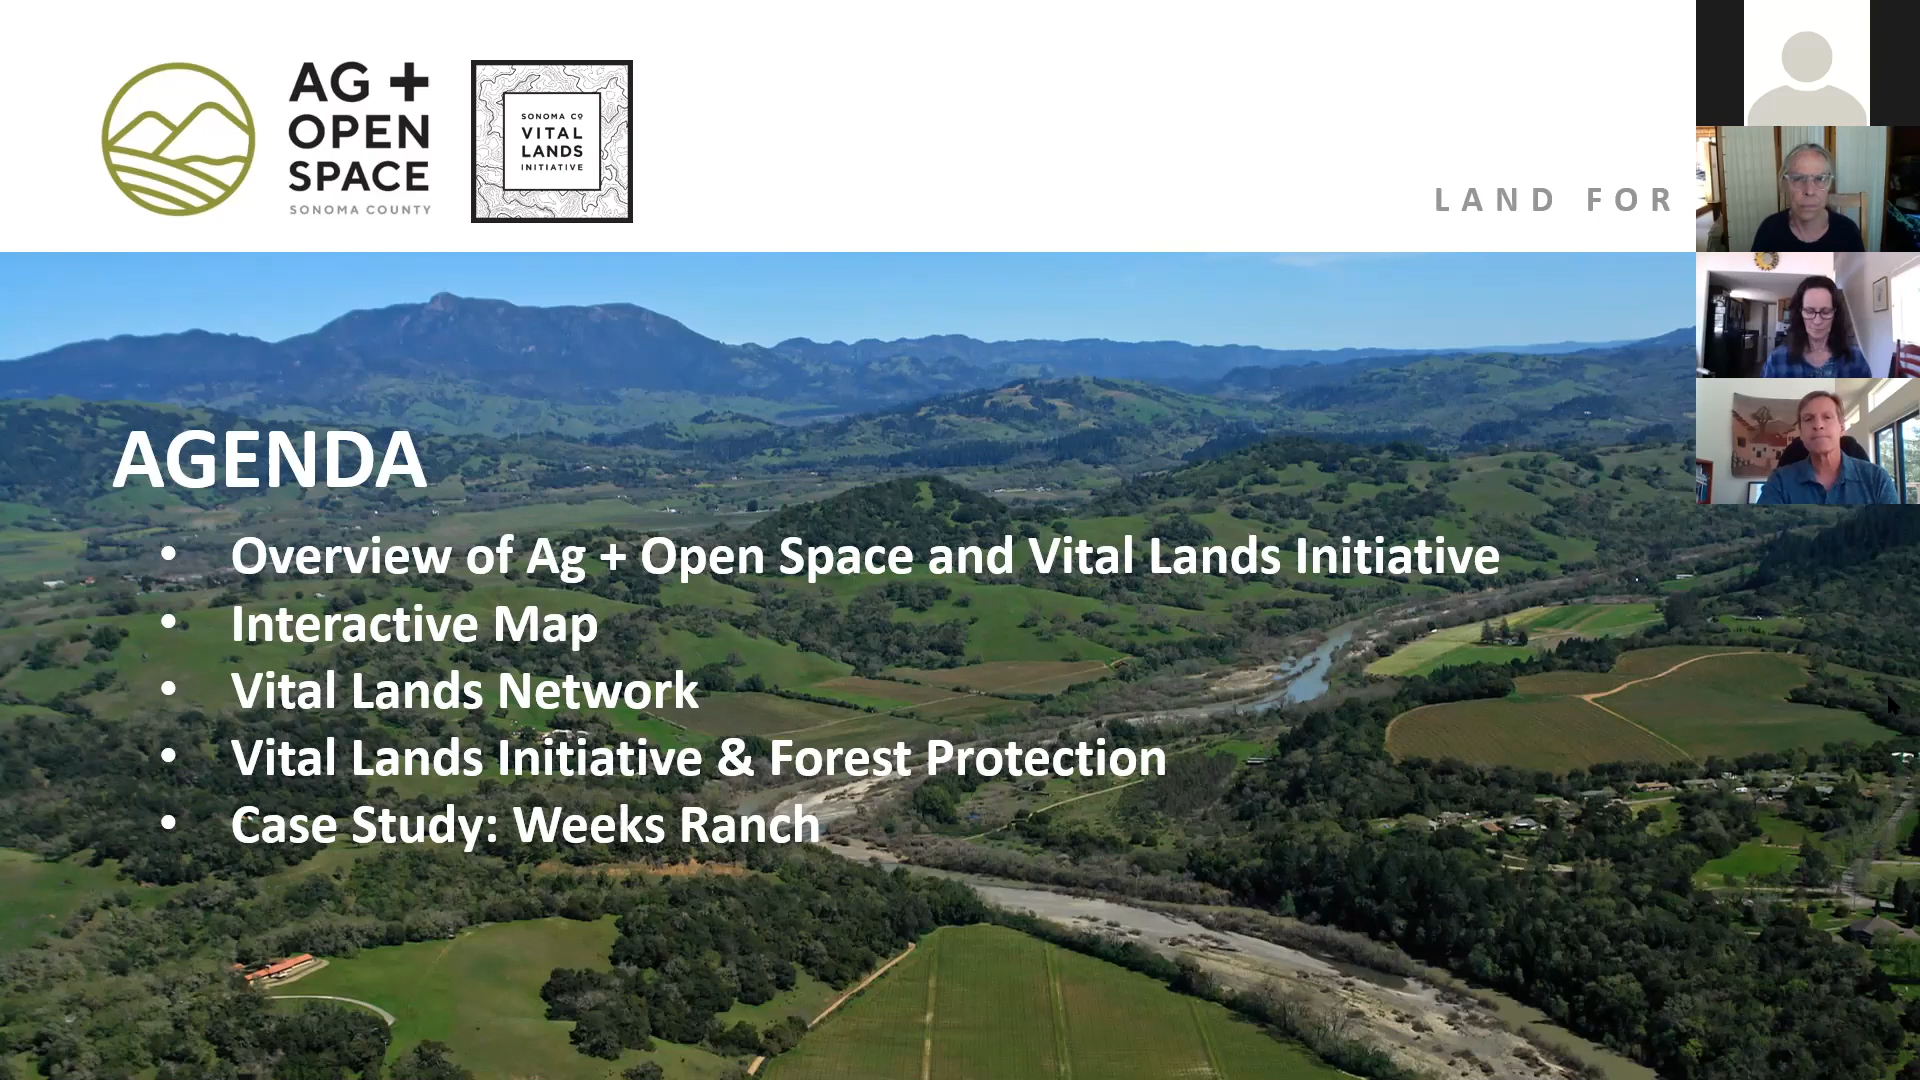 AG +
OPEN
SPACE
SONOMA COUNTY
SONOMA CO
VITAL
LANDS
INITIATIVE
LAND FOR
AGENDA
• Overview of Ag + Open Space and Vital Lands Initiative
• Interactive Map
• Vital Lands Network
• Vital Lands Initiative & Forest Protection
• Case Study: Weeks Ranch